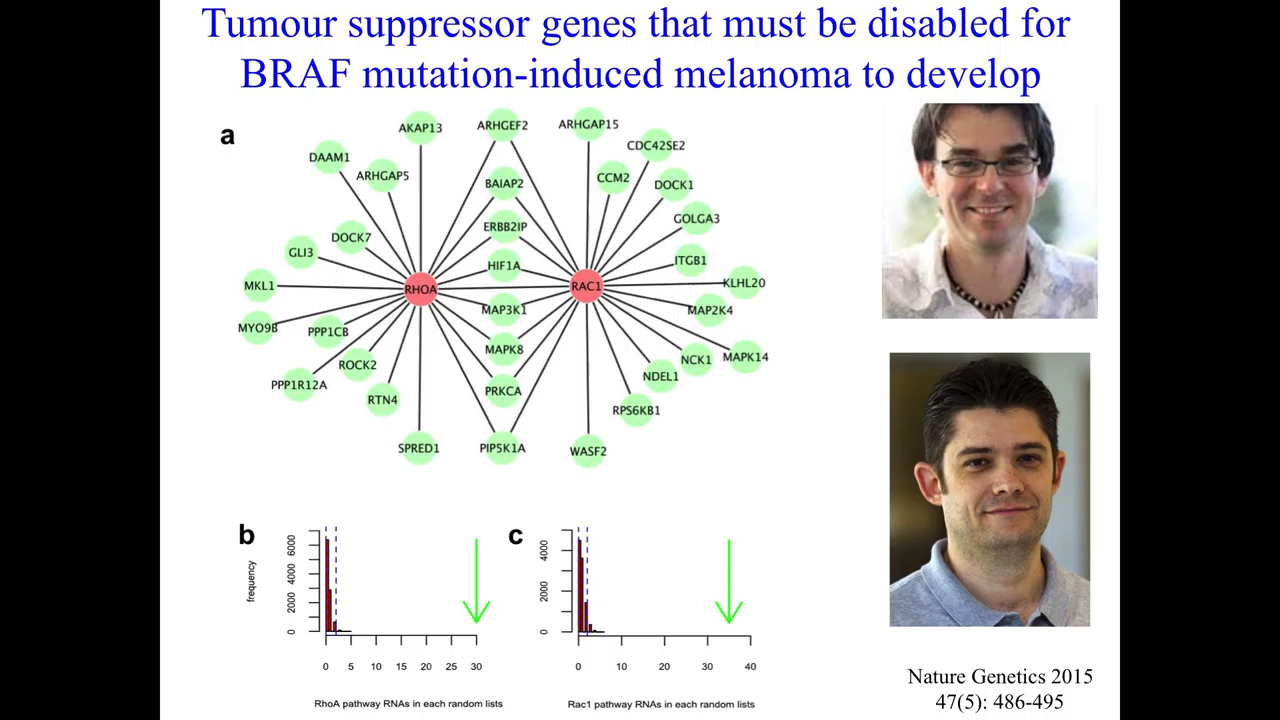 Tumour suppressor genes that must be disabled for
BRAF mutation-induced melanoma to develop
a
AKAP13
ARHGEF2
ARHGAP15
CDC42SE2
DAAM1
ARHGAP5
BAIAP2
CCM2
DOCK1
GOLGA3
ERBB2IP
DOCK7
GLI3
HIF1A
ITGB1
MKL1
RHOA
RAC1
KLHL20
MAP3K1
MAP2K4
MYO9B
PPP1CB
MAPK8
MAPK14
NCK1
ROCK2
NDEL1
PPP1R12A
PRKCA
RTN4
RPS6KB1
SPRED1
PIP5K1A
WASF2
b
frequency
0 2000 4000 6000
0 5 10 15 20 25 30
RhoA pathway RNAs in each random lists
c
0 2000 4000
0 10 20 30 40
Rac1 pathway RNAs in each random lists
Nature Genetics 2015
47(5): 486-495